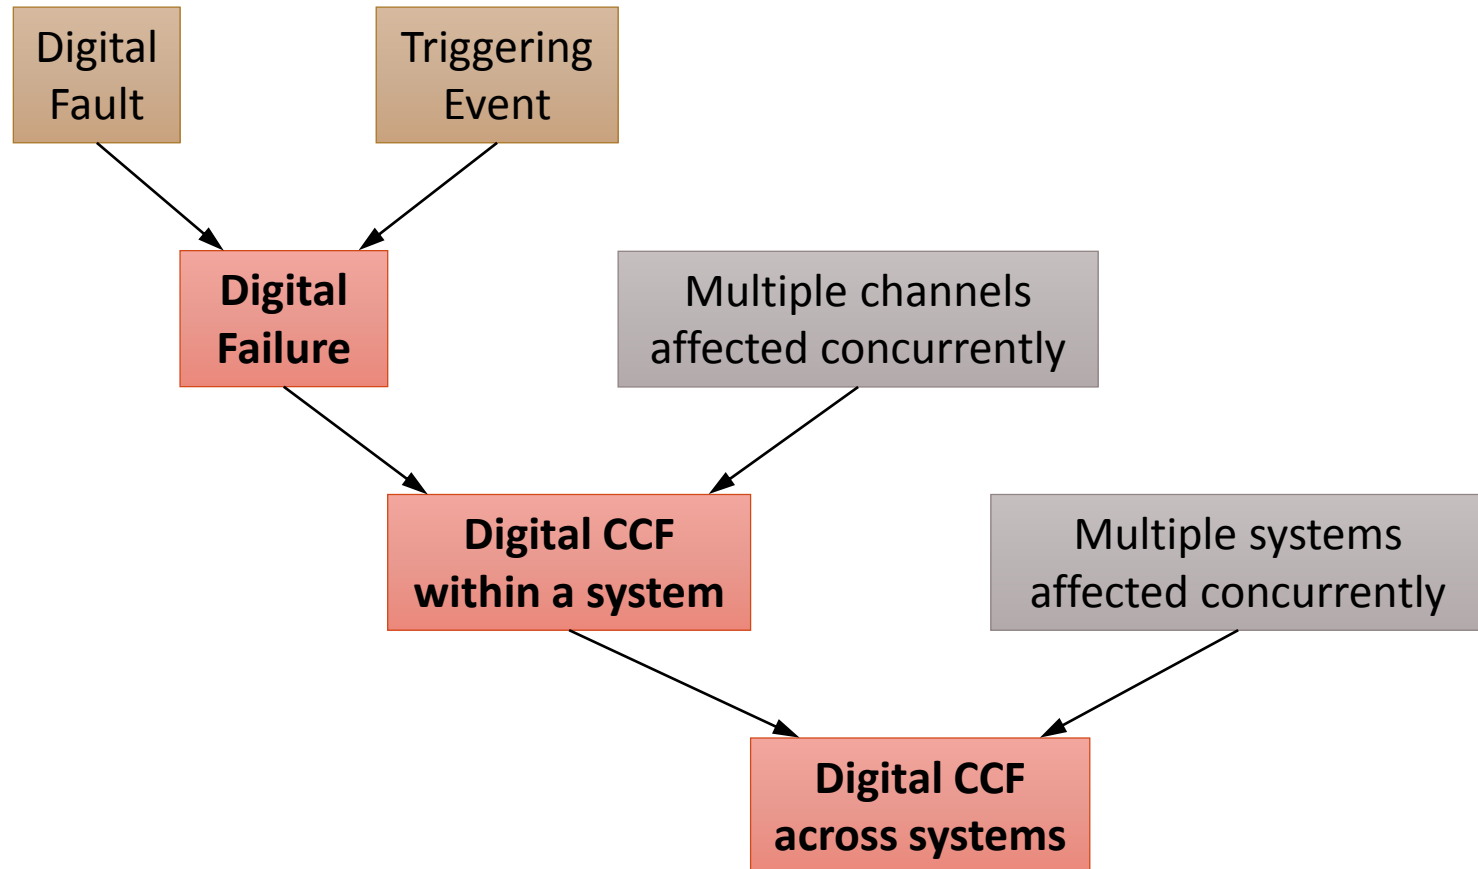 Digital
Fault
Triggering
Event
Digital
Failure
Multiple channels
affected concurrently
Digital CCF
within a system
Multiple systems
affected concurrently
Digital CCF
across systems